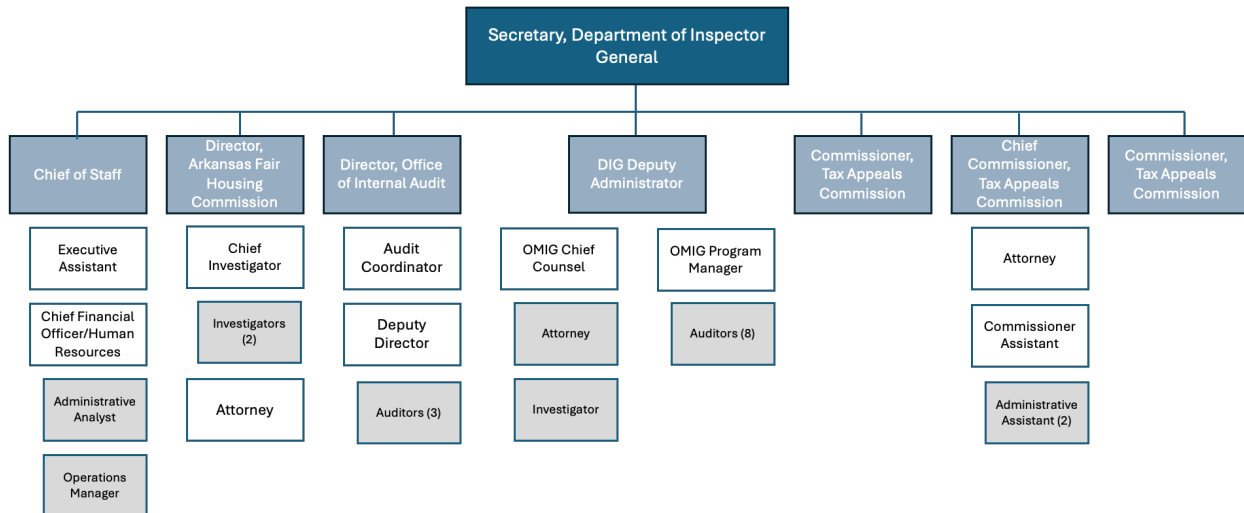 Secretary, Department of Inspector
General
Chief of Staff
Director,
Arkansas Fair
Housing
Commission
Director, Office
of Internal Audit
DIG Deputy
Administrator
Commissioner,
Tax Appeals
Commission
Chief
Commissioner,
Tax Appeals
Commission
Commissioner,
Tax Appeals
Commission
Executive
Assistant
Chief Financial
Officer/Human
Resources
Administrative
Analyst
Operations
Manager
Chief
Investigator
Investigators
(2)
Attorney
Audit
Coordinator
Deputy
Director
Auditors (3)
OMIG Chief
Counsel
Attorney
Investigator
OMIG Program
Manager
Auditors (8)
Attorney
Commissioner
Assistant
Administrative
Assistant (2)